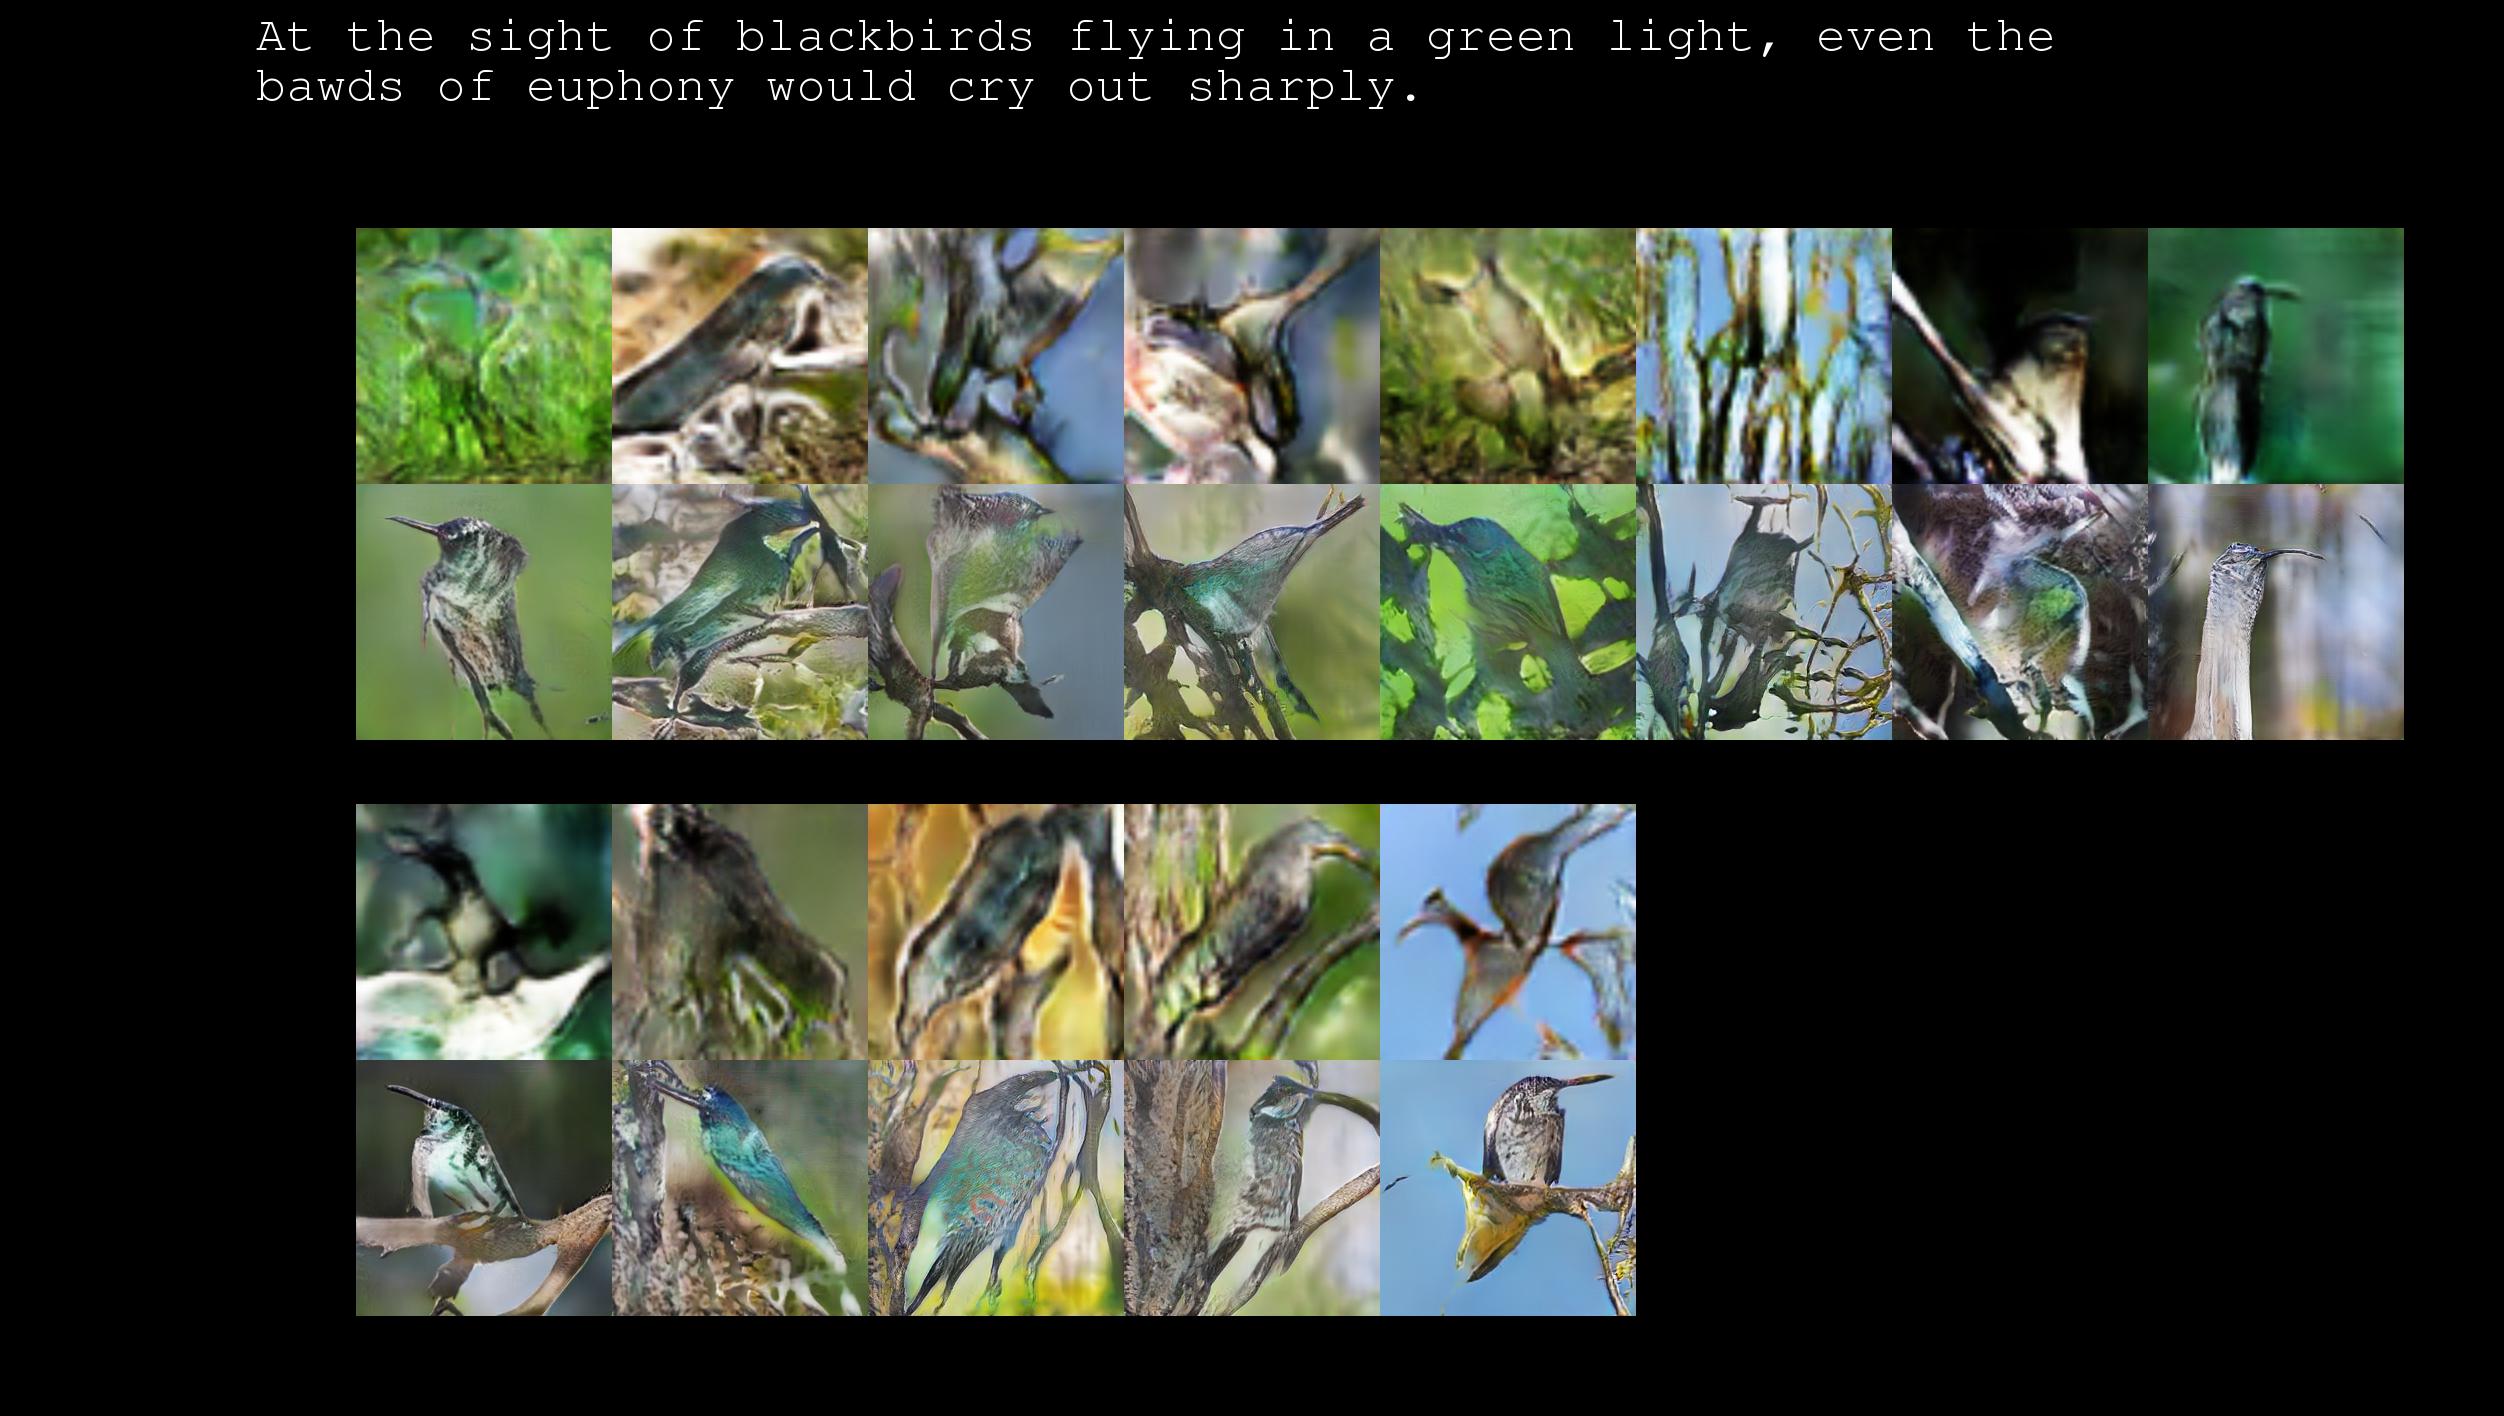 At the sight of blackbirds flying in a green light, even the
bawds of euphony would cry out sharply.